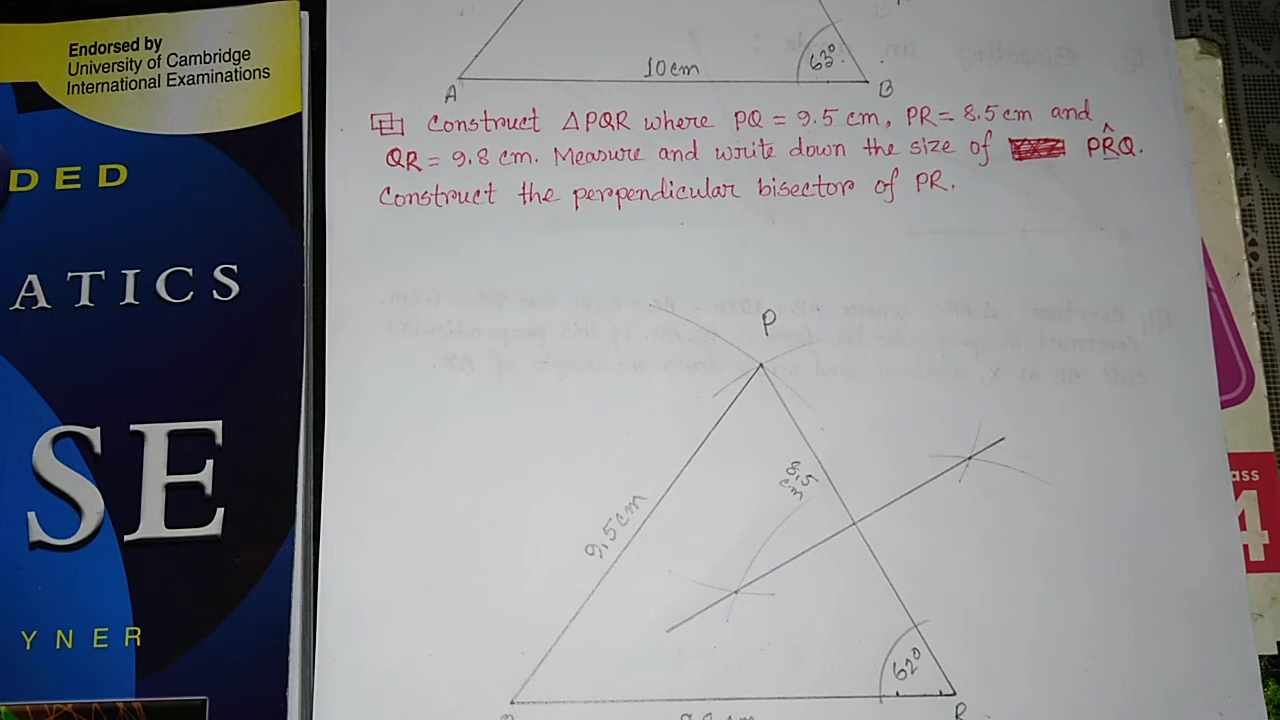 Endorsed by
University of Cambridge
International Examinations
DED
ATICS
SE
YNER
10cm
63°
A
B
Construct △PQR where PQ = 9.5 cm, PR = 8.5 cm and
QR = 9.8 cm. Measure and write down the size of PR̂Q.
Construct the perpendicular bisector of PR.
P
8.5
cm
9.5cm
62°
R
ass
4